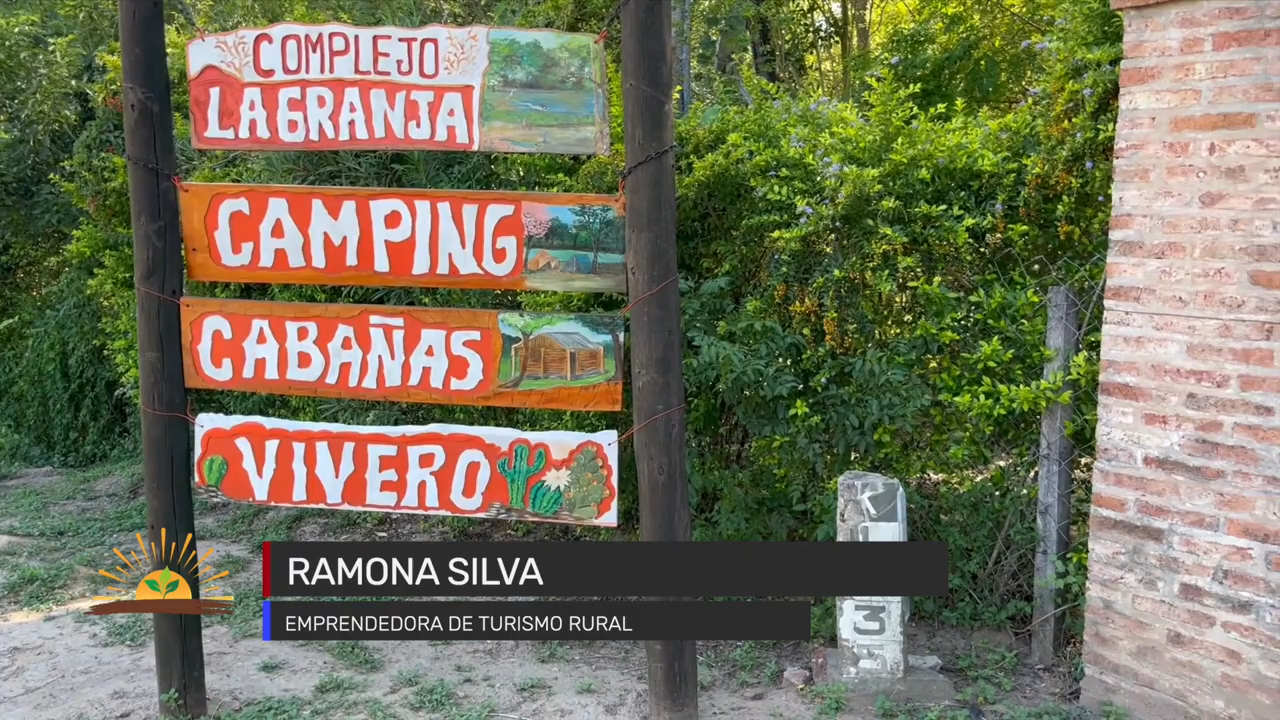 COMPLEJO
LA GRANJA
CAMPING
CABAÑAS
VIVERO
RAMONA SILVA
EMPRENDEDORA DE TURISMO RURAL
K
3